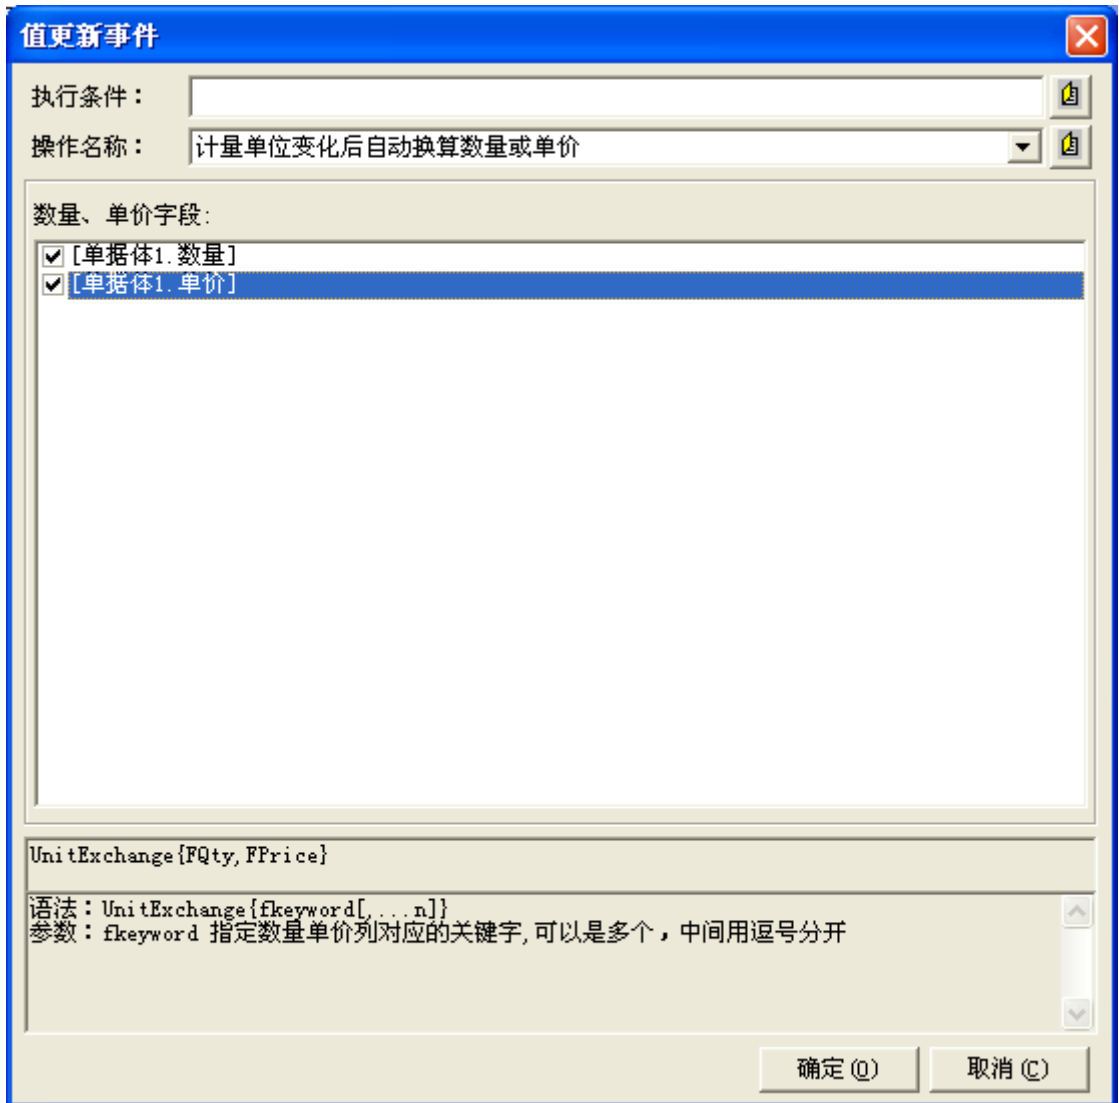 值更新事件
执行条件：
操作名称： 计量单位变化后自动换算数量或单价
数量、单价字段:
[单据体1.数量]
[单据体1.单价]
UnitExchange{FQty,FPrice}
语法：UnitExchange{fkeyword[,...n]}
参数：fkeyword 指定数量单价列对应的关键字,可以是多个，中间用逗号分开
确定(O) 取消(C)